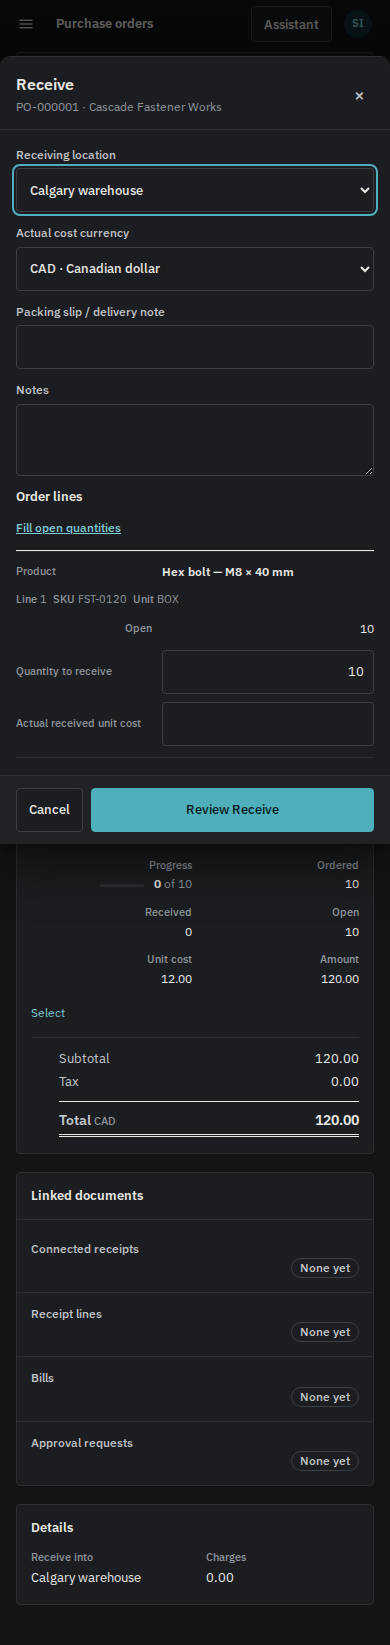 Purchase orders
Assistant
SI
Receive
PO-000001 · Cascade Fastener Works
×
Receiving location
Calgary warehouse
Actual cost currency
CAD · Canadian dollar
Packing slip / delivery note
Notes
Order lines
Fill open quantities
Product Hex bolt — M8 × 40 mm
Line 1 SKU FST-0120 Unit BOX
Open 10
Quantity to receive 10
Actual received unit cost
Cancel Review Receive
Progress Ordered
0 of 10 10
Received Open
0 10
Unit cost Amount
12.00 120.00
Select
Subtotal 120.00
Tax 0.00
Total CAD 120.00
Linked documents
Connected receipts
None yet
Receipt lines
None yet
Bills
None yet
Approval requests
None yet
Details
Receive into Charges
Calgary warehouse 0.00